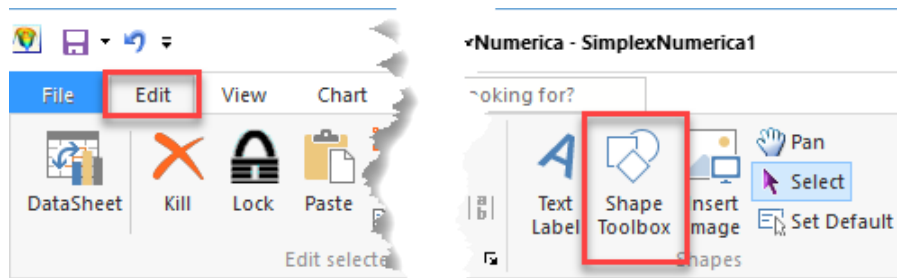 Numerica - SimplexNumerica1
File Edit View Chart
oking for?
DataSheet Kill Lock Paste
Text Label
Shape Toolbox
nsert mage
Pan
Select
Set Default
Edit selecte
Shapes